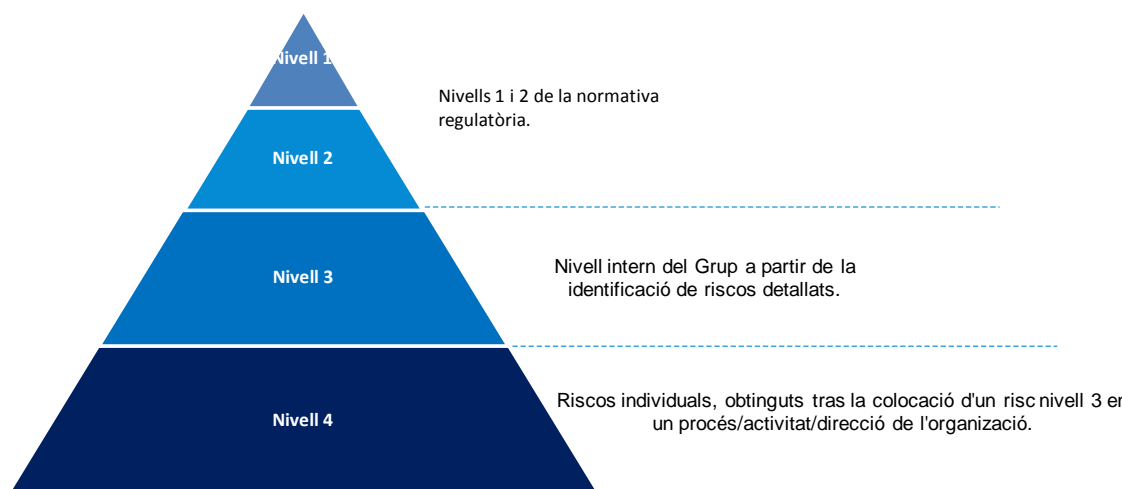 Nivell 1
Nivells 1 i 2 de la normativa
regulatòria.
Nivell 2
Nivell 3
Nivell intern del Grup a partir de la
identificació de riscos detallats.
Nivell 4
Riscos individuals, obtinguts tras la colocació d'un risc nivell 3 en
un procés/activitat/direcció de l'organizació.